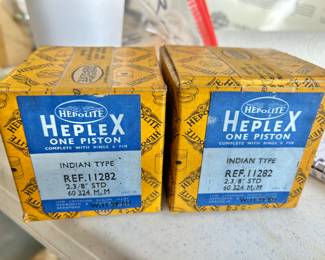 HEPOLITE
HEPLEX
ONE PISTON
COMPLETE WITH RINGS & PIN
INDIAN TYPE
REF. 11282
2.3/8" STD
60.324 M.M
HEPOLITE
HEPLEX
ONE PISTON
COMPLETE WITH RINGS & PIN
INDIAN TYPE
REF. 11282
2.3/8" STD
60.324 M.M